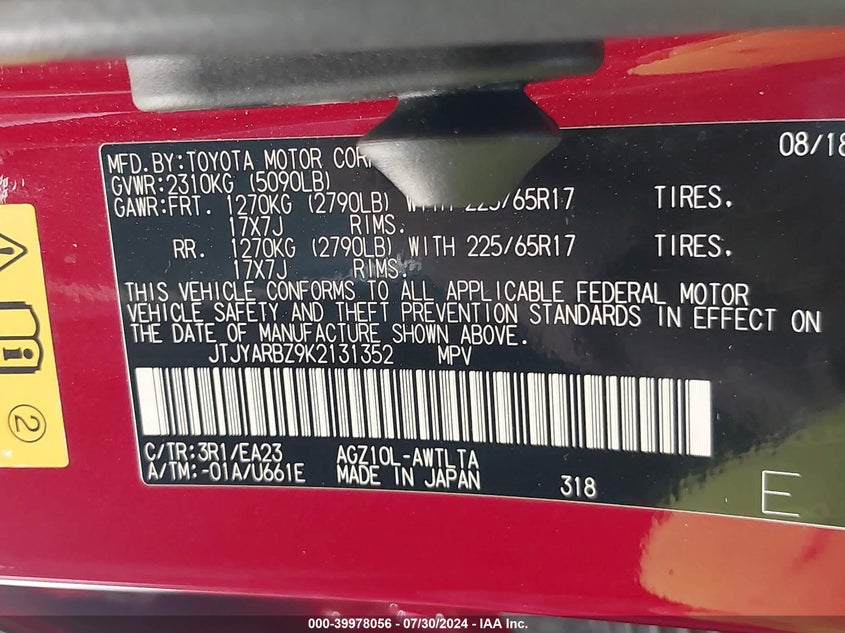 08/18
MFD.BY:TOYOTA MOTOR CORP
GVWR:2310KG (5090LB)
GAWR:FRT. 1270KG (2790LB) WITH 225/65R17 TIRES.
17X7J RIMS.
RR. 1270KG (2790LB) WITH 225/65R17 TIRES.
17X7J RIMS.
THIS VEHICLE CONFORMS TO ALL APPLICABLE FEDERAL MOTOR
VEHICLE SAFETY AND THEFT PREVENTION STANDARDS IN EFFECT ON
THE DATE OF MANUFACTURE SHOWN ABOVE.
JTJYARBZ9K2131352 MPV
C/TR:3R1/EA23 AGZ10L-AWTLTA
A/TM:-01A/U661E MADE IN JAPAN 318
E
2
000-39978056 - 07/30/2024 - IAA Inc.